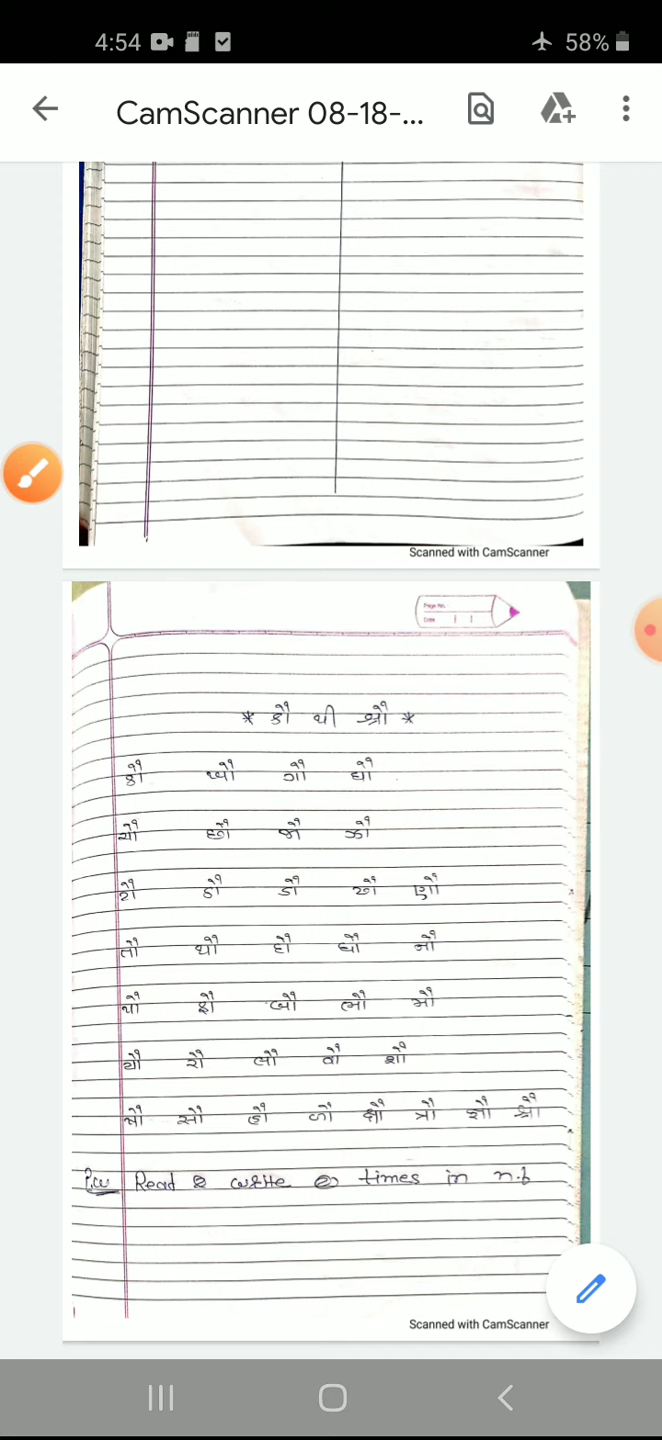 4:54 58%
CamScanner 08-18-...
Scanned with CamScanner
Page No.
Date
* કૌ થી શ્રૌ *
કૌ ખૌ ગૌ ઘૌ
ચૌ છૌ જૌ ઝૌ
ટૌ ઠૌ ડૌ ઢૌ ણૌ
તૌ થૌ દૌ ધૌ નૌ
પૌ ફૌ બૌ ભૌ મૌ
યૌ રૌ લૌ વૌ શૌ
ષૌ સૌ હૌ ળૌ ક્ષૌ ત્રૌ જ્ઞૌ શ્રૌ
Read & write times in n.b
Scanned with CamScanner